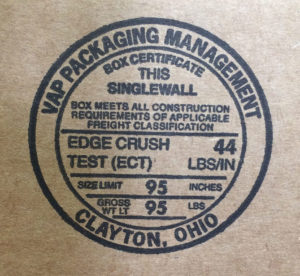 VAP PACKAGING MANAGEMENT
BOX CERTIFICATE
THIS
SINGLEWALL
BOX MEETS ALL CONSTRUCTION
REQUIREMENTS OF APPLICABLE
FREIGHT CLASSIFICATION
EDGE CRUSH 44
TEST (ECT) LBS/IN
SIZE LIMIT 95 INCHES
GROSS
WT LT 95 LBS
CLAYTON, OHIO